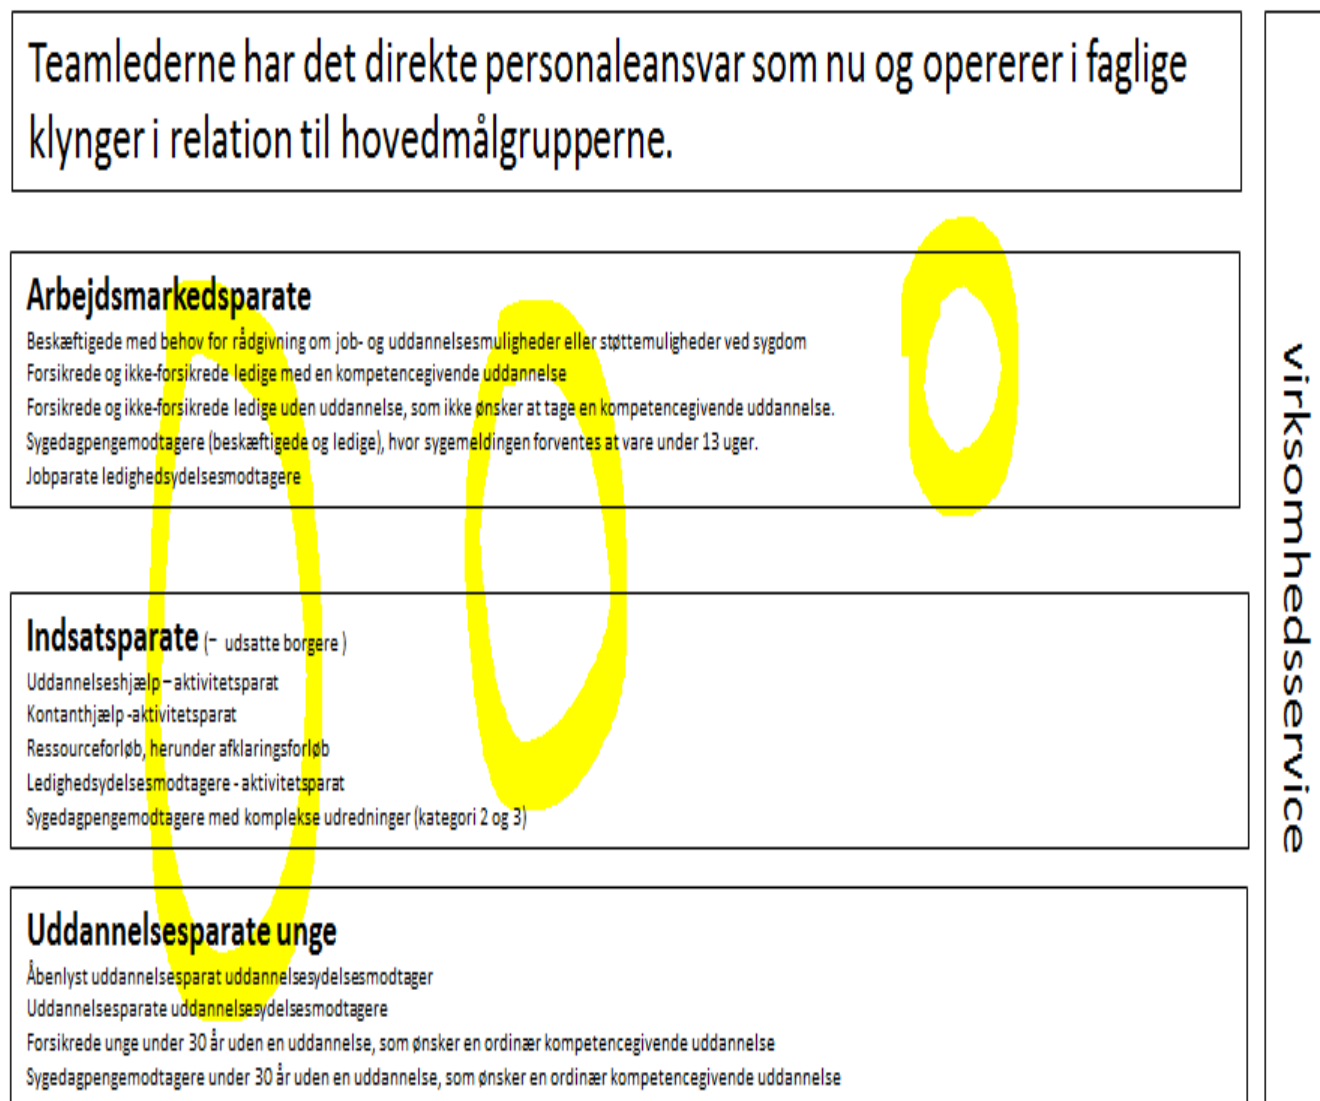 Teamlederne har det direkte personaleansvar som nu og opererer i faglige
klynger i relation til hovedmålgrupperne.
Arbejdsmarkedsparate
Beskæftigede med behov for rådgivning om job- og uddannelsesmuligheder eller støttemuligheder ved sygdom
Forsikrede og ikke-forsikrede ledige med en kompetencegivende uddannelse
Forsikrede og ikke-forsikrede ledige uden uddannelse, som ikke ønsker at tage en kompetencegivende uddannelse.
Sygedagpengemodtagere (beskæftigede og ledige), hvor sygemeldingen forventes at vare under 13 uger.
Jobparate ledighedsydelsesmodtagere
Indsatsparate (– udsatte borgere )
Uddannelseshjælp – aktivitetsparat
Kontanthjælp -aktivitetsparat
Ressourceforløb, herunder afklaringsforløb
Ledighedsydelsesmodtagere - aktivitetsparat
Sygedagpengemodtagere med komplekse udredninger (kategori 2 og 3)
Uddannelsesparate unge
Åbenlyst uddannelsesparat uddannelsesydelsesmodtager
Uddannelsesparate uddannelsesydelsesmodtagere
Forsikrede unge under 30 år uden en uddannelse, som ønsker en ordinær kompetencegivende uddannelse
Sygedagpengemodtagere under 30 år uden en uddannelse, som ønsker en ordinær kompetencegivende uddannelse
virksomhedsservice